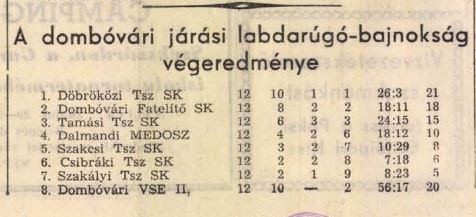 A dombóvári járási labdarúgó-bajnokság
végeredménye
1. Döbröközi Tsz SK 12 10 1 1 26:3 21
2. Dombóvári Fatelítő SK 12 8 2 2 18:11 18
3. Tamási Tsz SK 12 6 3 3 24:15 15
4. Dalmandi MEDOSZ 12 4 2 6 18:12 10
5. Szakcsi Tsz SK 12 3 2 7 10:29 8
6. Csibráki Tsz SK 12 2 2 8 7:18 6
7. Szakályi Tsz SK 12 2 1 9 8:23 5
8. Dombóvári VSE II, 12 10 — 2 56:17 20